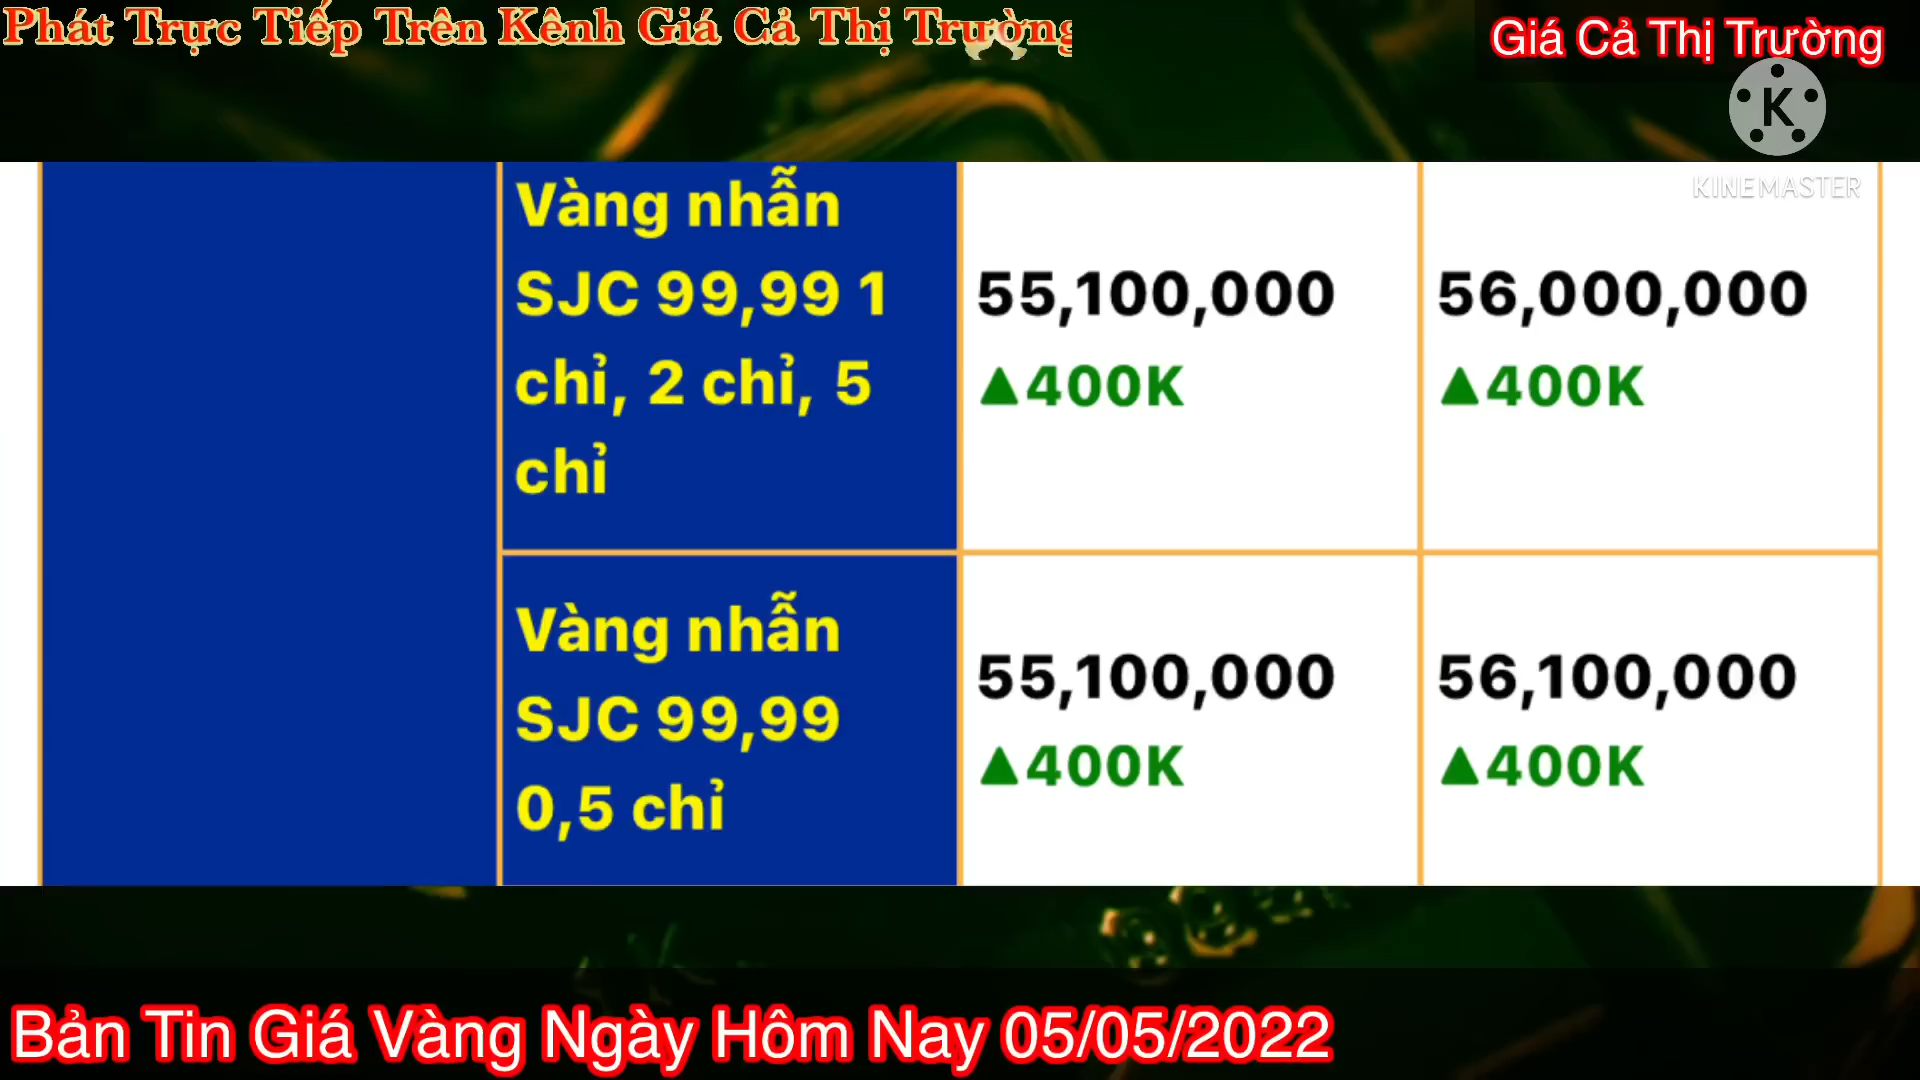 Phát Trực Tiếp Trên Kênh Giá Cả Thị Trường
Giá Cả Thị Trường
K
KINEMASTER
Vàng nhẫn
SJC 99,99 1
chỉ, 2 chỉ, 5
chỉ
55,100,000
▲400K
56,000,000
▲400K
Vàng nhẫn
SJC 99,99
0,5 chỉ
55,100,000
▲400K
56,100,000
▲400K
Bản Tin Giá Vàng Ngày Hôm Nay 05/05/2022